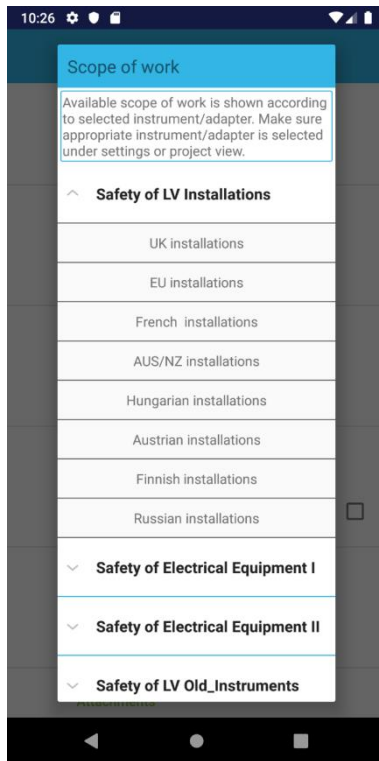 10:26
Scope of work
Available scope of work is shown according
to selected instrument/adapter. Make sure
appropriate instrument/adapter is selected
under settings or project view.
Safety of LV Installations
UK installations
EU installations
French installations
AUS/NZ installations
Hungarian installations
Austrian installations
Finnish installations
Russian installations
Safety of Electrical Equipment I
Safety of Electrical Equipment II
Safety of LV Old_Instruments
Attachments